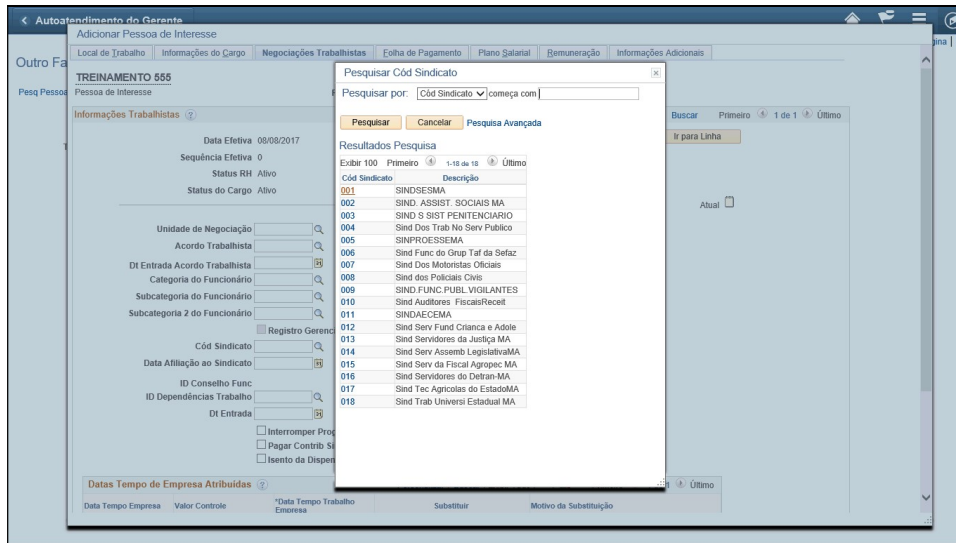 Autoatendimento do Gerente
Adicionar Pessoa de Interesse
Local de Trabalho Informações do Cargo Negociações Trabalhistas Folha de Pagamento Plano Salarial Remuneração Informações Adicionais
Outro Fa
TREINAMENTO 555
Pesq Pessoa Pessoa de Interesse
Informações Trabalhistas Buscar Primeiro 1 de 1 Último
Ir para Linha
Data Efetiva 08/08/2017
Sequência Efetiva 0
Status RH Ativo
Status do Cargo Ativo
Atual
Unidade de Negociação
Acordo Trabalhista
Dt Entrada Acordo Trabalhista
Categoria do Funcionário
Subcategoria do Funcionário
Subcategoria 2 do Funcionário
Registro Gerenc
Cód Sindicato
Data Afiliação ao Sindicato
ID Conselho Func
ID Dependências Trabalho
Dt Entrada
Interromper Prog
Pagar Contrib Si
Isento da Dispen
Datas Tempo de Empresa Atribuídas Último
Data Tempo Empresa Valor Controle *Data Tempo Trabalho Empresa Substituir Motivo da Substituição
Pesquisar Cód Sindicato
Pesquisar por: Cód Sindicato começa com
Pesquisar Cancelar Pesquisa Avançada
Resultados Pesquisa
Exibir 100 Primeiro 1-18 de 18 Último
Cód Sindicato Descrição
001 SINDSESMA
002 SIND. ASSIST. SOCIAIS MA
003 SIND S SIST PENITENCIARIO
004 Sind Dos Trab No Serv Publico
005 SINPROESSEMA
006 Sind Func do Grup Taf da Sefaz
007 Sind Dos Motoristas Oficiais
008 Sind dos Policiais Civis
009 SIND.FUNC.PUBL.VIGILANTES
010 Sind Auditores FiscaisReceit
011 SINDAECEMA
012 Sind Serv Fund Crianca e Adole
013 Sind Servidores da Justiça MA
014 Sind Serv Assemb LegislativaMA
015 Sind Serv da Fiscal Agropec MA
016 Sind Servidores do Detran-MA
017 Sind Tec Agricolas do EstadoMA
018 Sind Trab Universi Estadual MA